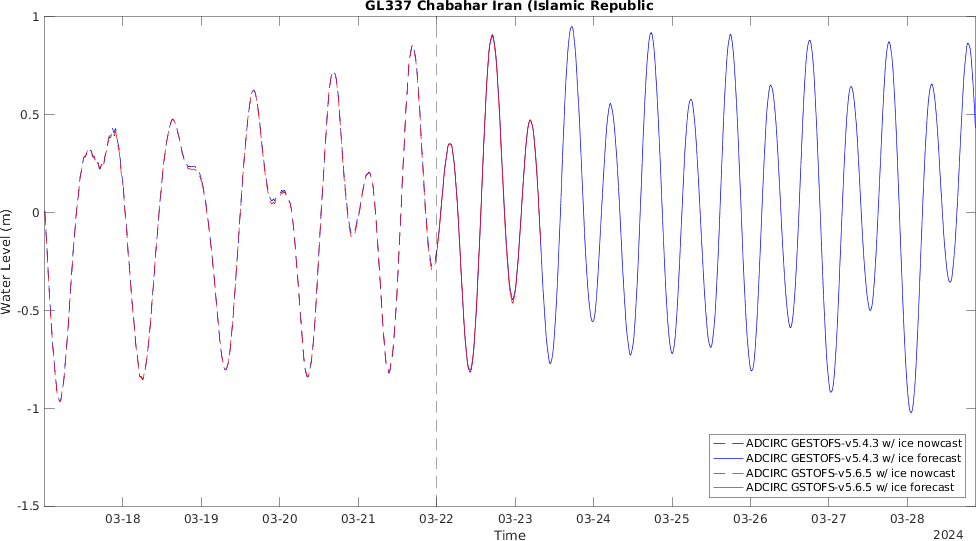 GL337 Chabahar Iran (Islamic Republic
1
0.5
0
-0.5
-1
-1.5
Water Level (m)
03-18 03-19 03-20 03-21 03-22 03-23 03-24 03-25 03-26 03-27 03-28
Time
2024
ADCIRC GESTOFS-v5.4.3 w/ ice nowcast
ADCIRC GESTOFS-v5.4.3 w/ ice forecast
ADCIRC GSTOFS-v5.6.5 w/ ice nowcast
ADCIRC GSTOFS-v5.6.5 w/ ice forecast